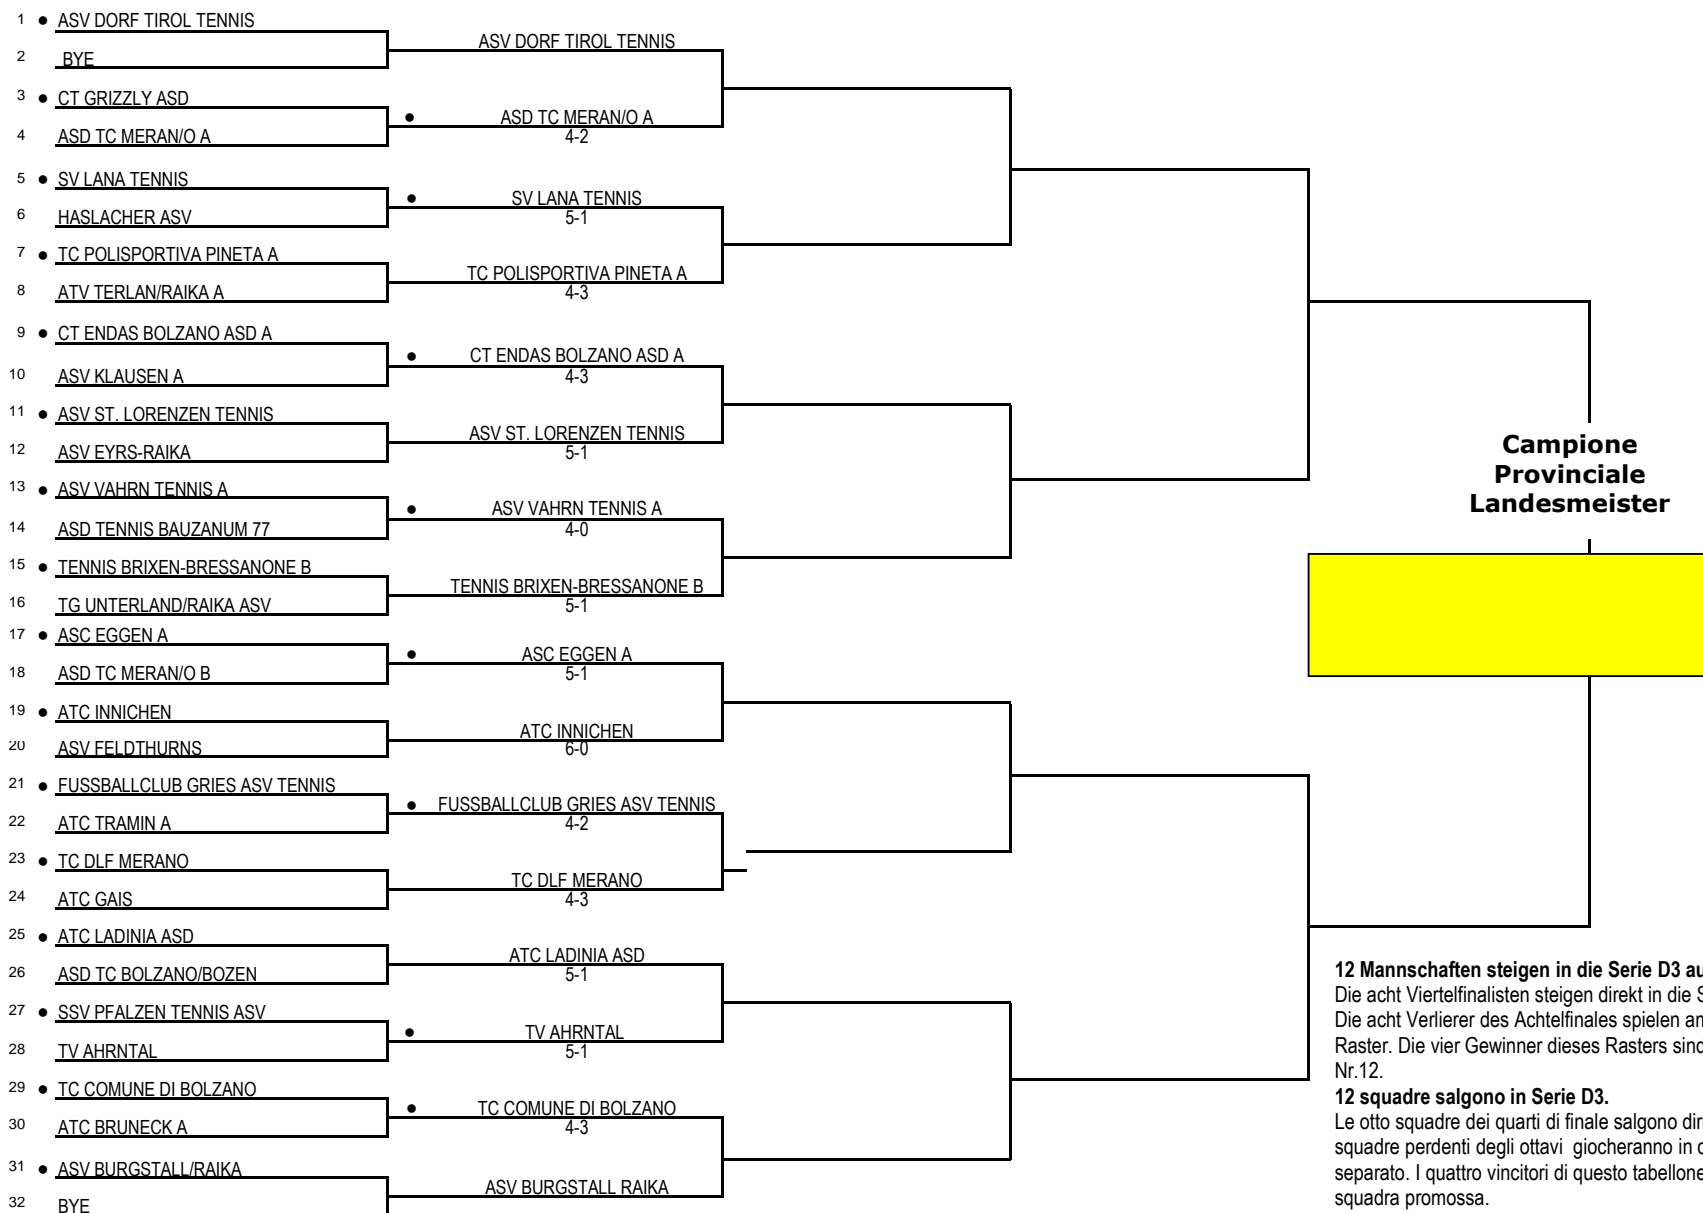 1 ● ASV DORF TIROL TENNIS
2 BYE
3 ● CT GRIZZLY ASD
4 ASD TC MERAN/O A
5 ● SV LANA TENNIS
6 HASLACHER ASV
7 ● TC POLISPORTIVA PINETA A
8 ATV TERLAN/RAIKA A
9 ● CT ENDAS BOLZANO ASD A
10 ASV KLAUSEN A
11 ● ASV ST. LORENZEN TENNIS
12 ASV EYRS-RAIKA
13 ● ASV VAHRN TENNIS A
14 ASD TENNIS BAUZANUM 77
15 ● TENNIS BRIXEN-BRESSANONE B
16 TG UNTERLAND/RAIKA ASV
17 ● ASC EGGEN A
18 ASD TC MERAN/O B
19 ● ATC INNICHEN
20 ASV FELDTHURNS
21 ● FUSSBALLCLUB GRIES ASV TENNIS
22 ATC TRAMIN A
23 ● TC DLF MERANO
24 ATC GAIS
25 ● ATC LADINIA ASD
26 ASD TC BOLZANO/BOZEN
27 ● SSV PFALZEN TENNIS ASV
28 TV AHRNTAL
29 ● TC COMUNE DI BOLZANO
30 ATC BRUNECK A
31 ● ASV BURGSTALL/RAIKA
32 BYE
ASV DORF TIROL TENNIS
● ASD TC MERAN/O A
4-2
● SV LANA TENNIS
5-1
TC POLISPORTIVA PINETA A
4-3
● CT ENDAS BOLZANO ASD A
4-3
ASV ST. LORENZEN TENNIS
5-1
● ASV VAHRN TENNIS A
4-0
TENNIS BRIXEN-BRESSANONE B
5-1
● ASC EGGEN A
5-1
ATC INNICHEN
6-0
● FUSSBALLCLUB GRIES ASV TENNIS
4-2
TC DLF MERANO
4-3
ATC LADINIA ASD
5-1
● TV AHRNTAL
5-1
● TC COMUNE DI BOLZANO
4-3
ASV BURGSTALL RAIKA
Campione
Provinciale
Landesmeister
12 Mannschaften steigen in die Serie D3 au
Die acht Viertelfinalisten steigen direkt in die S
Die acht Verlierer des Achtelfinales spielen an
Raster. Die vier Gewinner dieses Rasters sind
Nr.12.
12 squadre salgono in Serie D3.
Le otto squadre dei quarti di finale salgono dir
squadre perdenti degli ottavi giocheranno in
separato. I quattro vincitori di questo tabellone
squadra promossa.